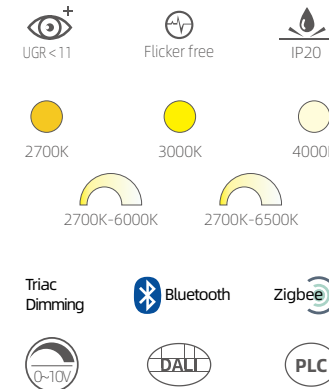 UGR<11
Flicker free
IP20
2700K
3000K
4000K
2700K-6000K
2700K-6500K
Triac
Dimming
Bluetooth
Zigbee
0~10V
DALI
PLC